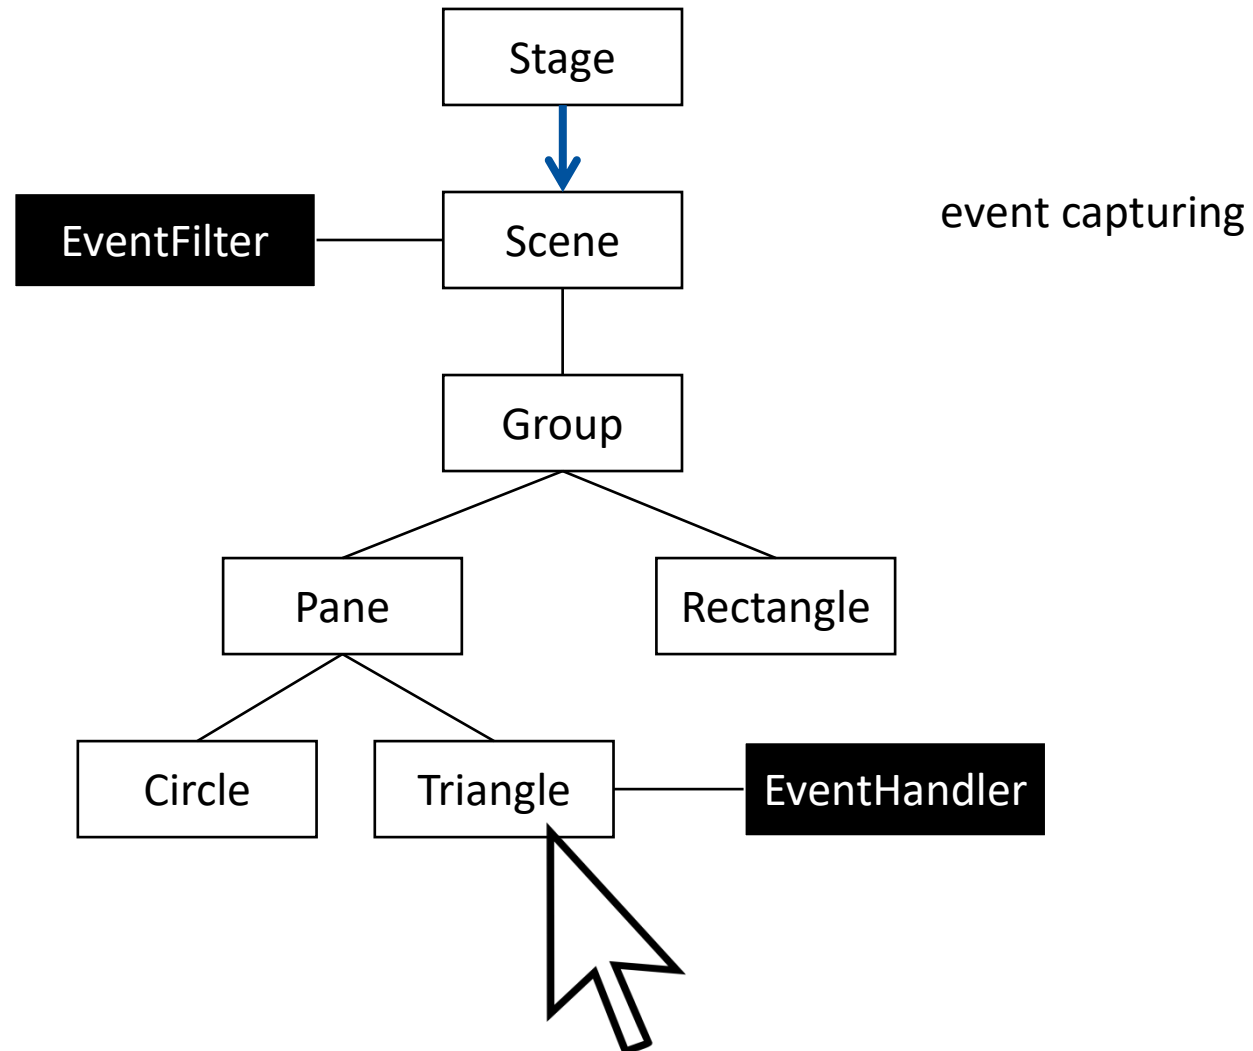 Stage
EventFilter
Scene
event capturing
Group
Pane
Rectangle
Circle
Triangle
EventHandler